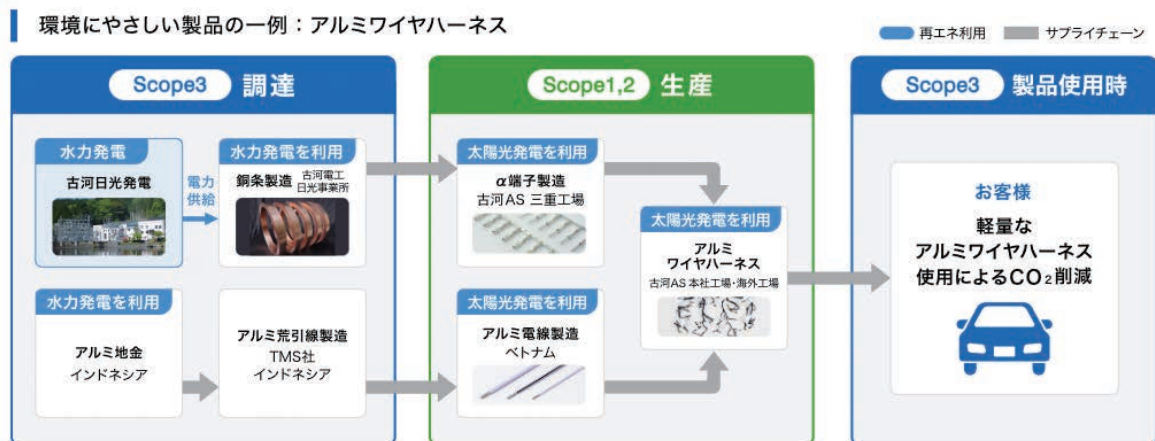 環境にやさしい製品の一例：アルミワイヤハーネス
再エネ利用
サプライチェーン
Scope3 調達
水力発電
古河日光発電
電力
供給
水力発電を利用
銅条製造 古河電工
日光事業所
水力発電を利用
アルミ地金
インドネシア
アルミ荒引線製造
TMS社
インドネシア
Scope1,2 生産
太陽光発電を利用
α端子製造
古河AS 三重工場
太陽光発電を利用
アルミ電線製造
ベトナム
太陽光発電を利用
アルミ
ワイヤハーネス
古河AS 本社工場・海外工場
Scope3 製品使用時
お客様
軽量な
アルミワイヤハーネス
使用によるCO₂削減